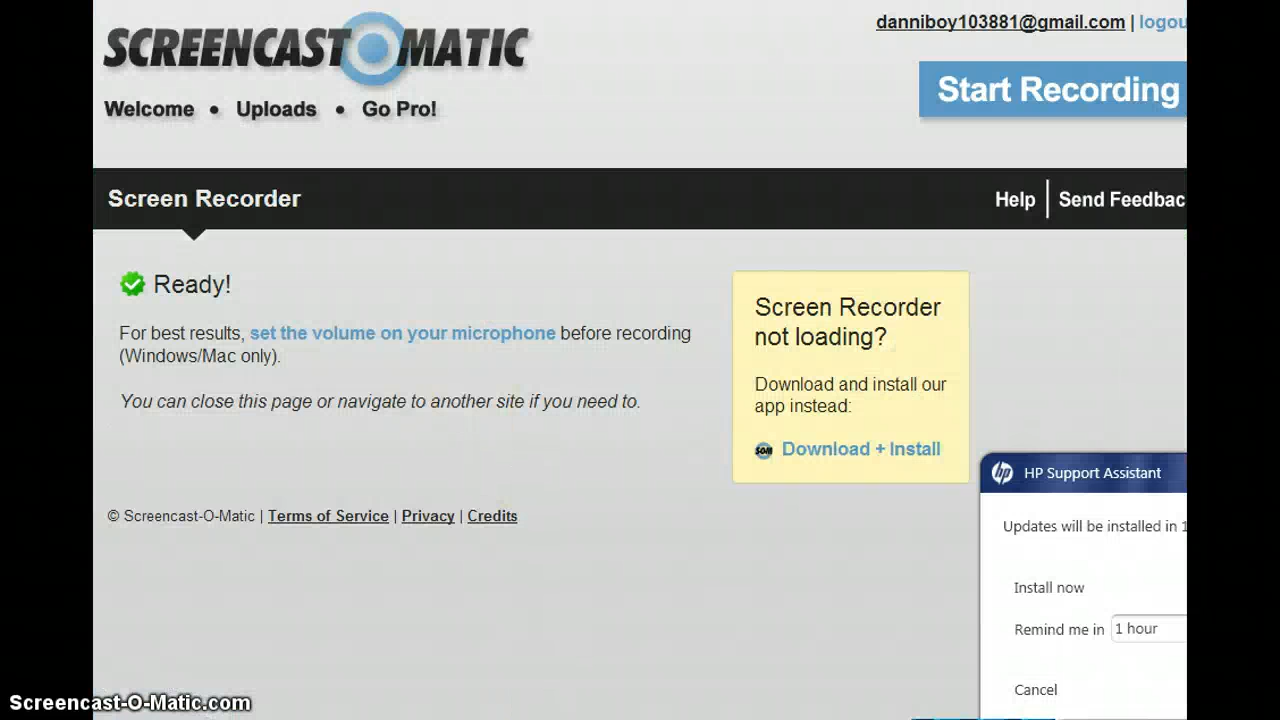 SCREENCAST O MATIC
danniboy103881@gmail.com | logou
Welcome • Uploads • Go Pro!
Start Recording
Screen Recorder
Help | Send Feedbac
Ready!
For best results, set the volume on your microphone before recording
(Windows/Mac only).
You can close this page or navigate to another site if you need to.
Screen Recorder
not loading?
Download and install our
app instead:
SOM Download + Install
© Screencast-O-Matic | Terms of Service | Privacy | Credits
hp HP Support Assistant
Updates will be installed in 1
Install now
Remind me in 1 hour
Cancel
Screencast-O-Matic.com